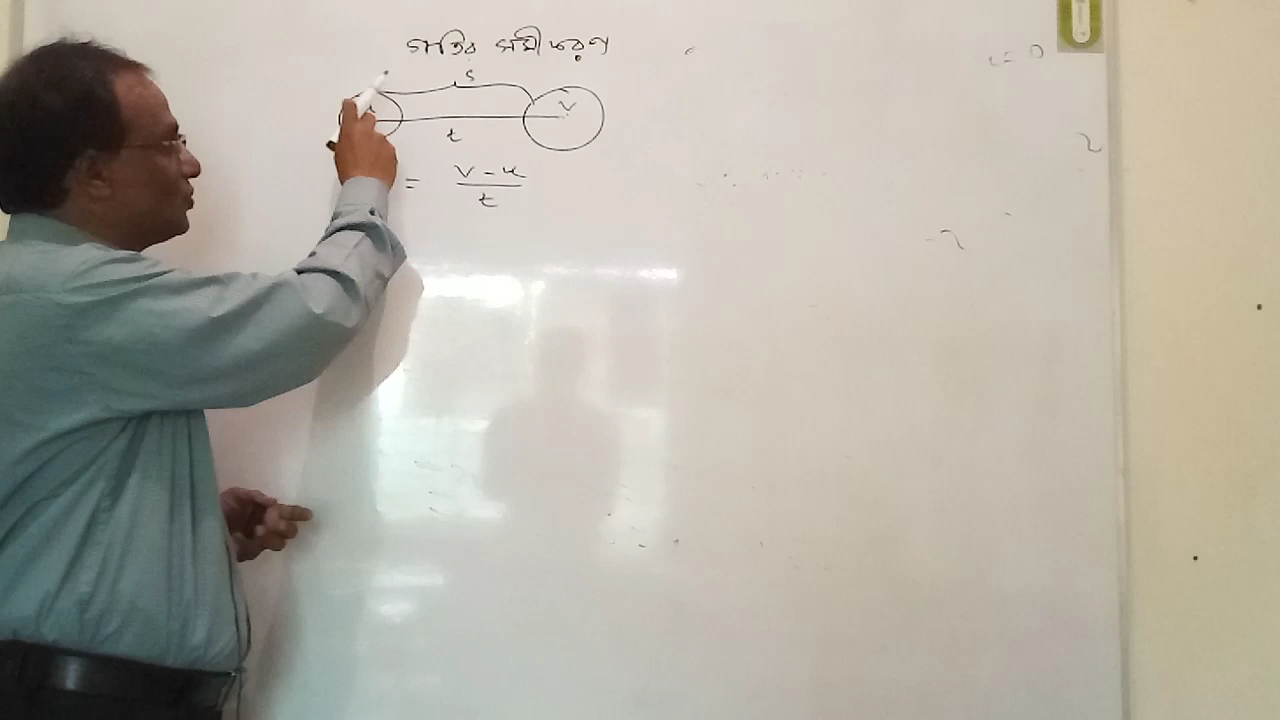 গতির সমীকরণ
s
v
t
= v - u
t